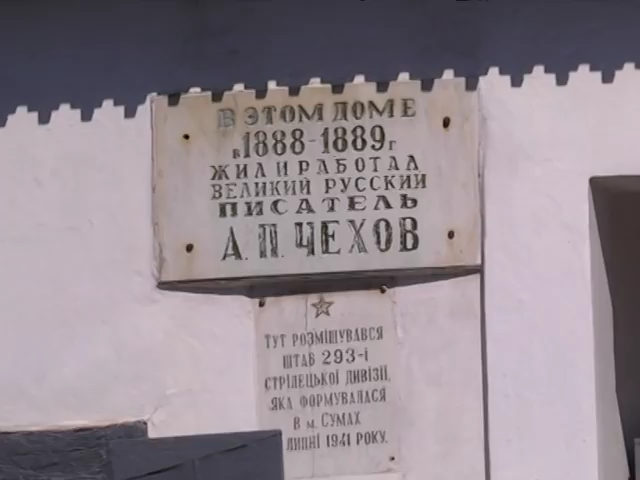 В ЭТОМ ДОМЕ
в 1888-1889 г
ЖИЛ И РАБОТАЛ
ВЕЛИКИЙ РУССКИЙ
ПИСАТЕЛЬ
А. П. ЧЕХОВ
ТУТ РОЗМІЩУВАВСЯ
ШТАБ 293-ї
СТРІЛЕЦЬКОЇ ДИВІЗІЇ,
ЯКА ФОРМУВАЛАСЯ
В м. СУМАХ
ЛИПНІ 1941 РОКУ.